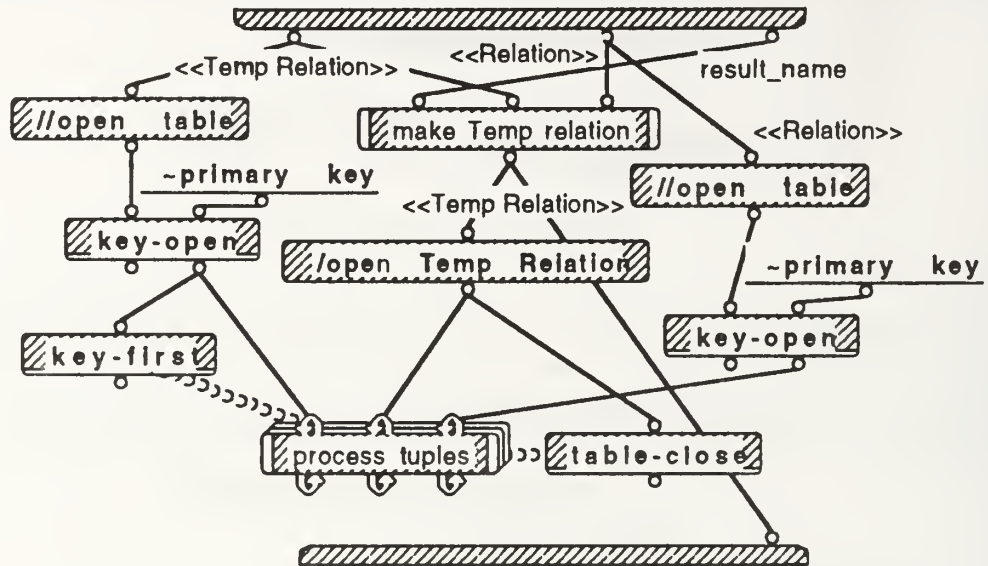 <<Temp Relation>>
<<Relation>>
result_name
//open table
make Temp relation
<<Relation>>
~primary key
//open table
key-open
<<Temp Relation>>
/open Temp Relation
~primary key
key-first
key-open
process tuples
table-close